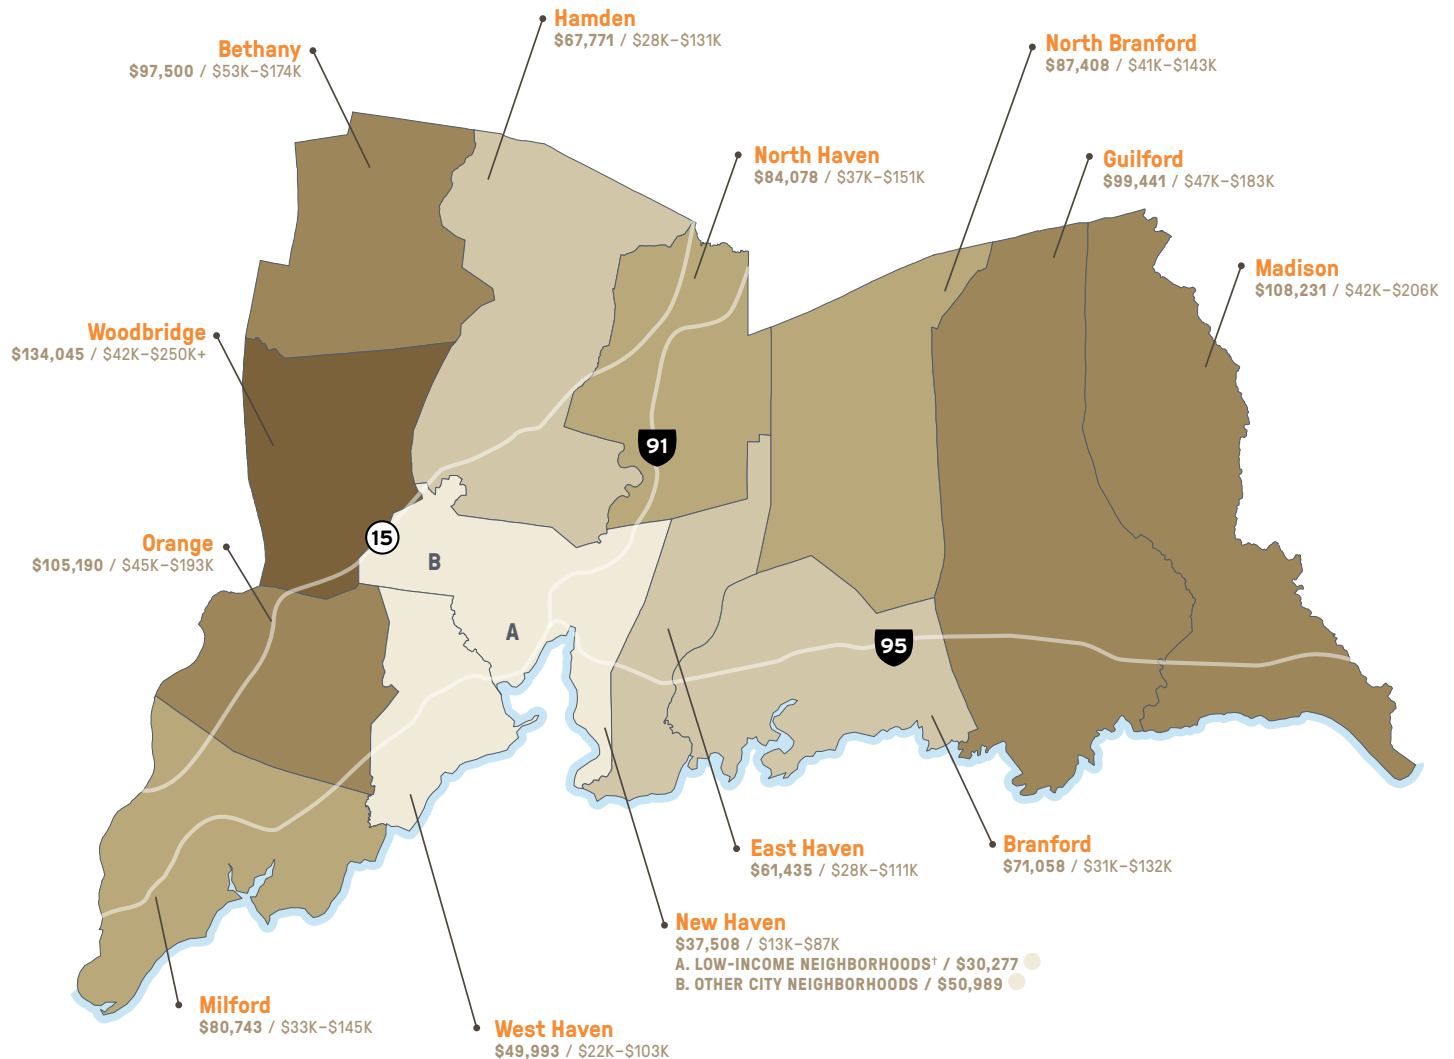 Hamden
$67,771 / $28K–$131K
Bethany
$97,500 / $53K–$174K
North Branford
$87,408 / $41K–$143K
North Haven
$84,078 / $37K–$151K
Guilford
$99,441 / $47K–$183K
Madison
$108,231 / $42K–$206K
Woodbridge
$134,045 / $42K–$250K+
91
15
Orange
$105,190 / $45K–$193K
B
A
95
East Haven
$61,435 / $28K–$111K
Branford
$71,058 / $31K–$132K
New Haven
$37,508 / $13K–$87K
A. LOW-INCOME NEIGHBORHOODS† / $30,277
B. OTHER CITY NEIGHBORHOODS / $50,989
Milford
$80,743 / $33K–$145K
West Haven
$49,993 / $22K–$103K